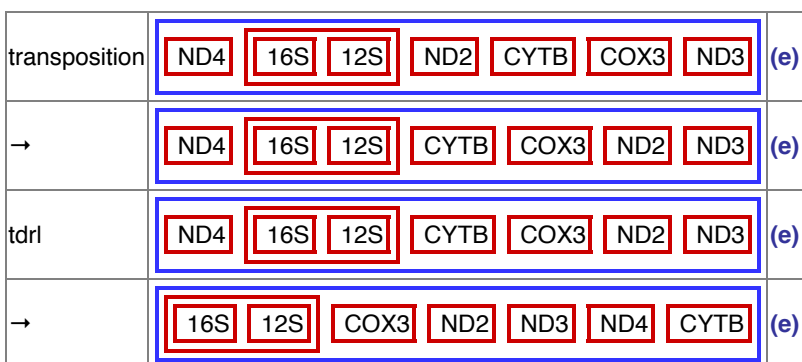 transposition ND4 16S 12S ND2 CYTB COX3 ND3 (e)
→ ND4 16S 12S CYTB COX3 ND2 ND3 (e)
tdrl ND4 16S 12S CYTB COX3 ND2 ND3 (e)
→ 16S 12S COX3 ND2 ND3 ND4 CYTB (e)